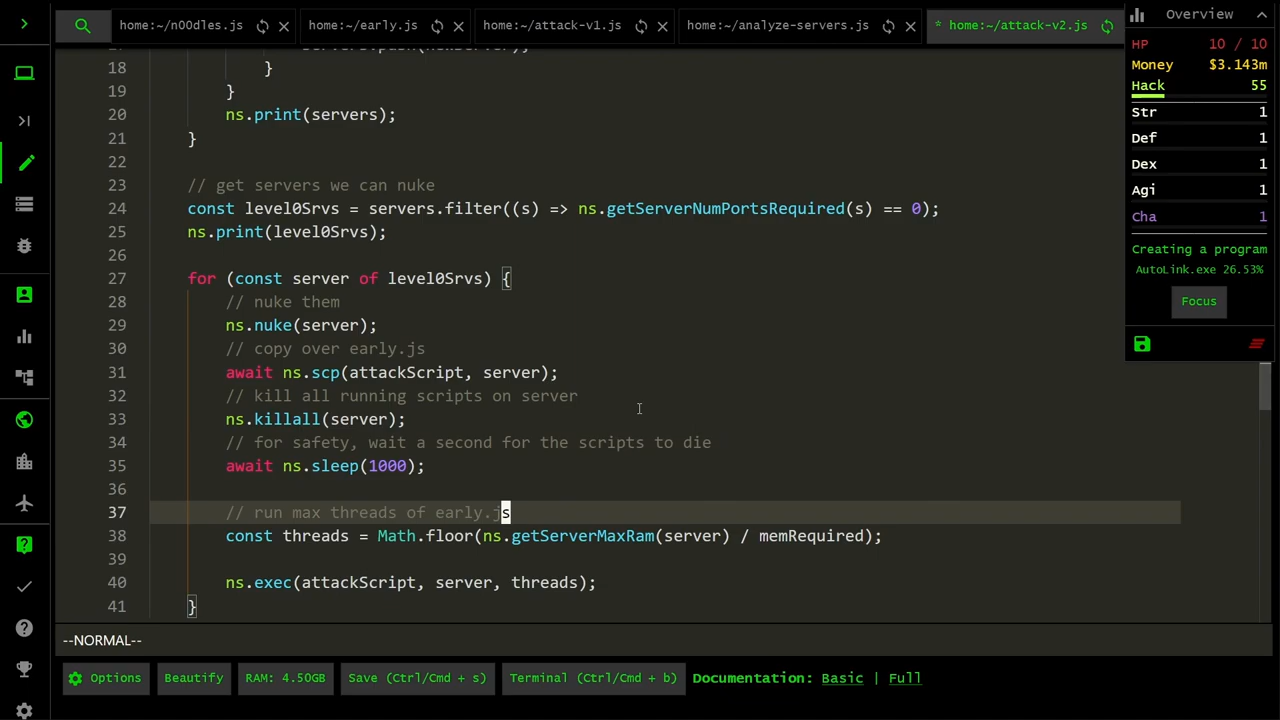 home:~/n00dles.js
home:~/early.js
home:~/attack-v1.js
home:~/analyze-servers.js
* home:~/attack-v2.js
Overview
HP 10 / 10
Money $3.143m
Hack 55
Str 1
Def 1
Dex 1
Agi 1
Cha 1
Creating a program
AutoLink.exe 26.53%
Focus
18 }
19 }
20 ns.print(servers);
21 }
22
23 // get servers we can nuke
24 const level0Srvs = servers.filter((s) => ns.getServerNumPortsRequired(s) == 0);
25 ns.print(level0Srvs);
26
27 for (const server of level0Srvs) {
28 // nuke them
29 ns.nuke(server);
30 // copy over early.js
31 await ns.scp(attackScript, server);
32 // kill all running scripts on server
33 ns.killall(server);
34 // for safety, wait a second for the scripts to die
35 await ns.sleep(1000);
36
37 // run max threads of early.js
38 const threads = Math.floor(ns.getServerMaxRam(server) / memRequired);
39
40 ns.exec(attackScript, server, threads);
41 }
--NORMAL--
Options
Beautify
RAM: 4.50GB
Save (Ctrl/Cmd + s)
Terminal (Ctrl/Cmd + b)
Documentation: Basic | Full